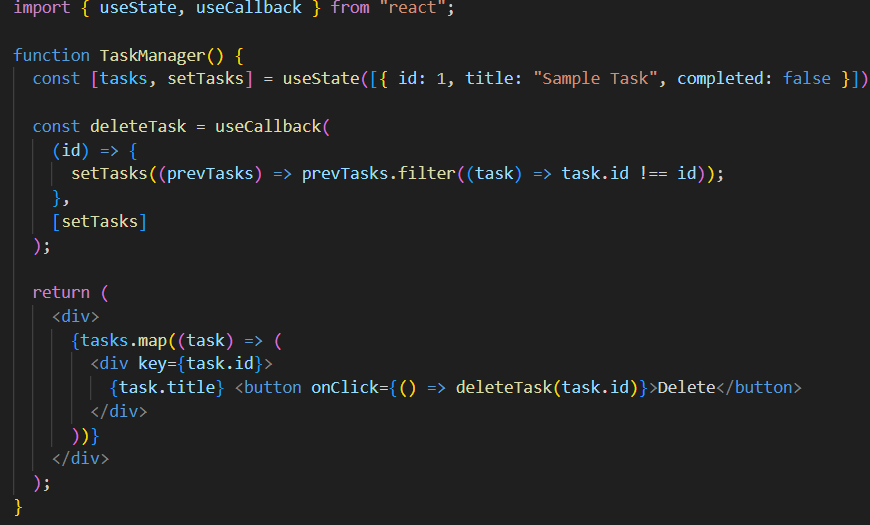 import { useState, useCallback } from "react";
function TaskManager() {
const [tasks, setTasks] = useState([{ id: 1, title: "Sample Task", completed: false }])
const deleteTask = useCallback(
(id) => {
setTasks((prevTasks) => prevTasks.filter((task) => task.id !== id));
},
[setTasks]
);
return (
<div>
{tasks.map((task) => (
<div key={task.id}>
{task.title} <button onClick={() => deleteTask(task.id)}>Delete</button>
</div>
))}
</div>
);
}